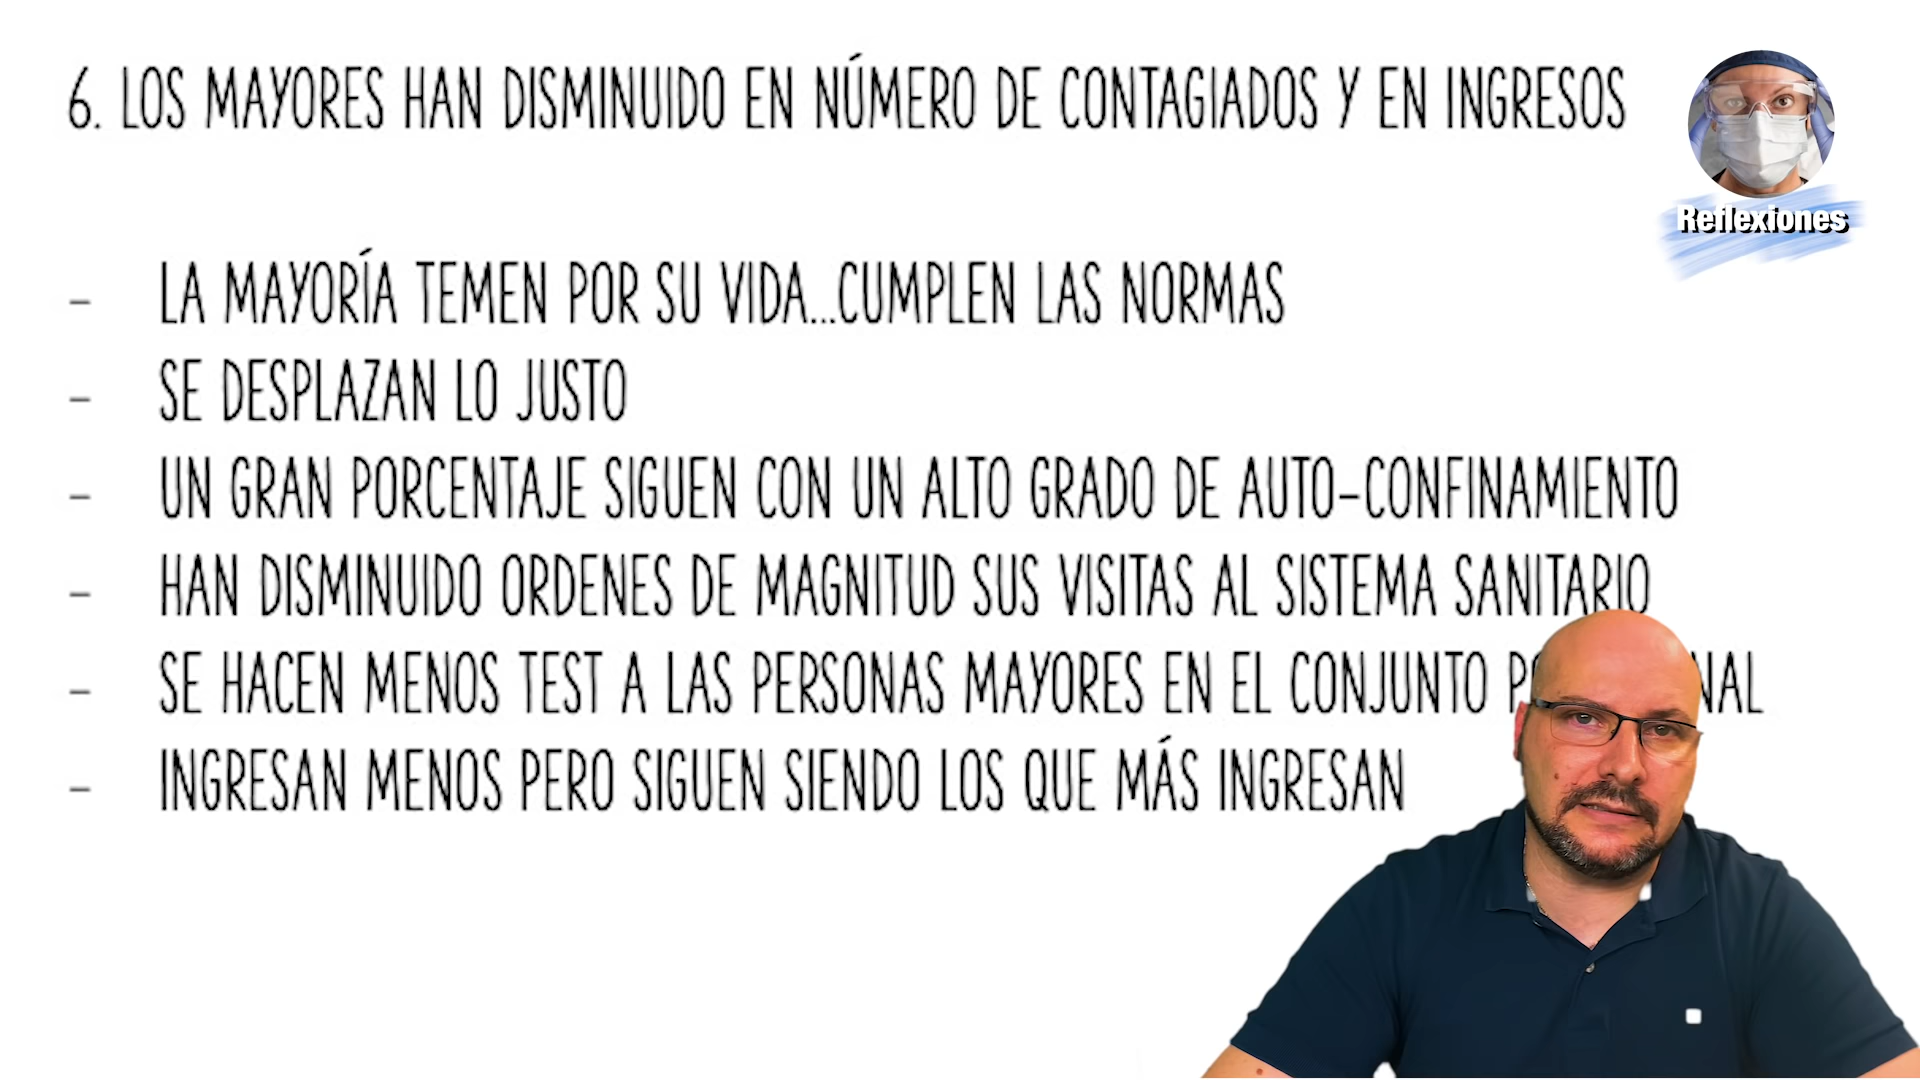 6. LOS MAYORES HAN DISMINUIDO EN NÚMERO DE CONTAGIADOS Y EN INGRESOS
Reflexiones
- LA MAYORÍA TEMEN POR SU VIDA...CUMPLEN LAS NORMAS
- SE DESPLAZAN LO JUSTO
- UN GRAN PORCENTAJE SIGUEN CON UN ALTO GRADO DE AUTO-CONFINAMIENTO
- HAN DISMINUIDO ORDENES DE MAGNITUD SUS VISITAS AL SISTEMA SANITARIO
- SE HACEN MENOS TEST A LAS PERSONAS MAYORES EN EL CONJUNTO
- INGRESAN MENOS PERO SIGUEN SIENDO LOS QUE MÁS INGRESAN